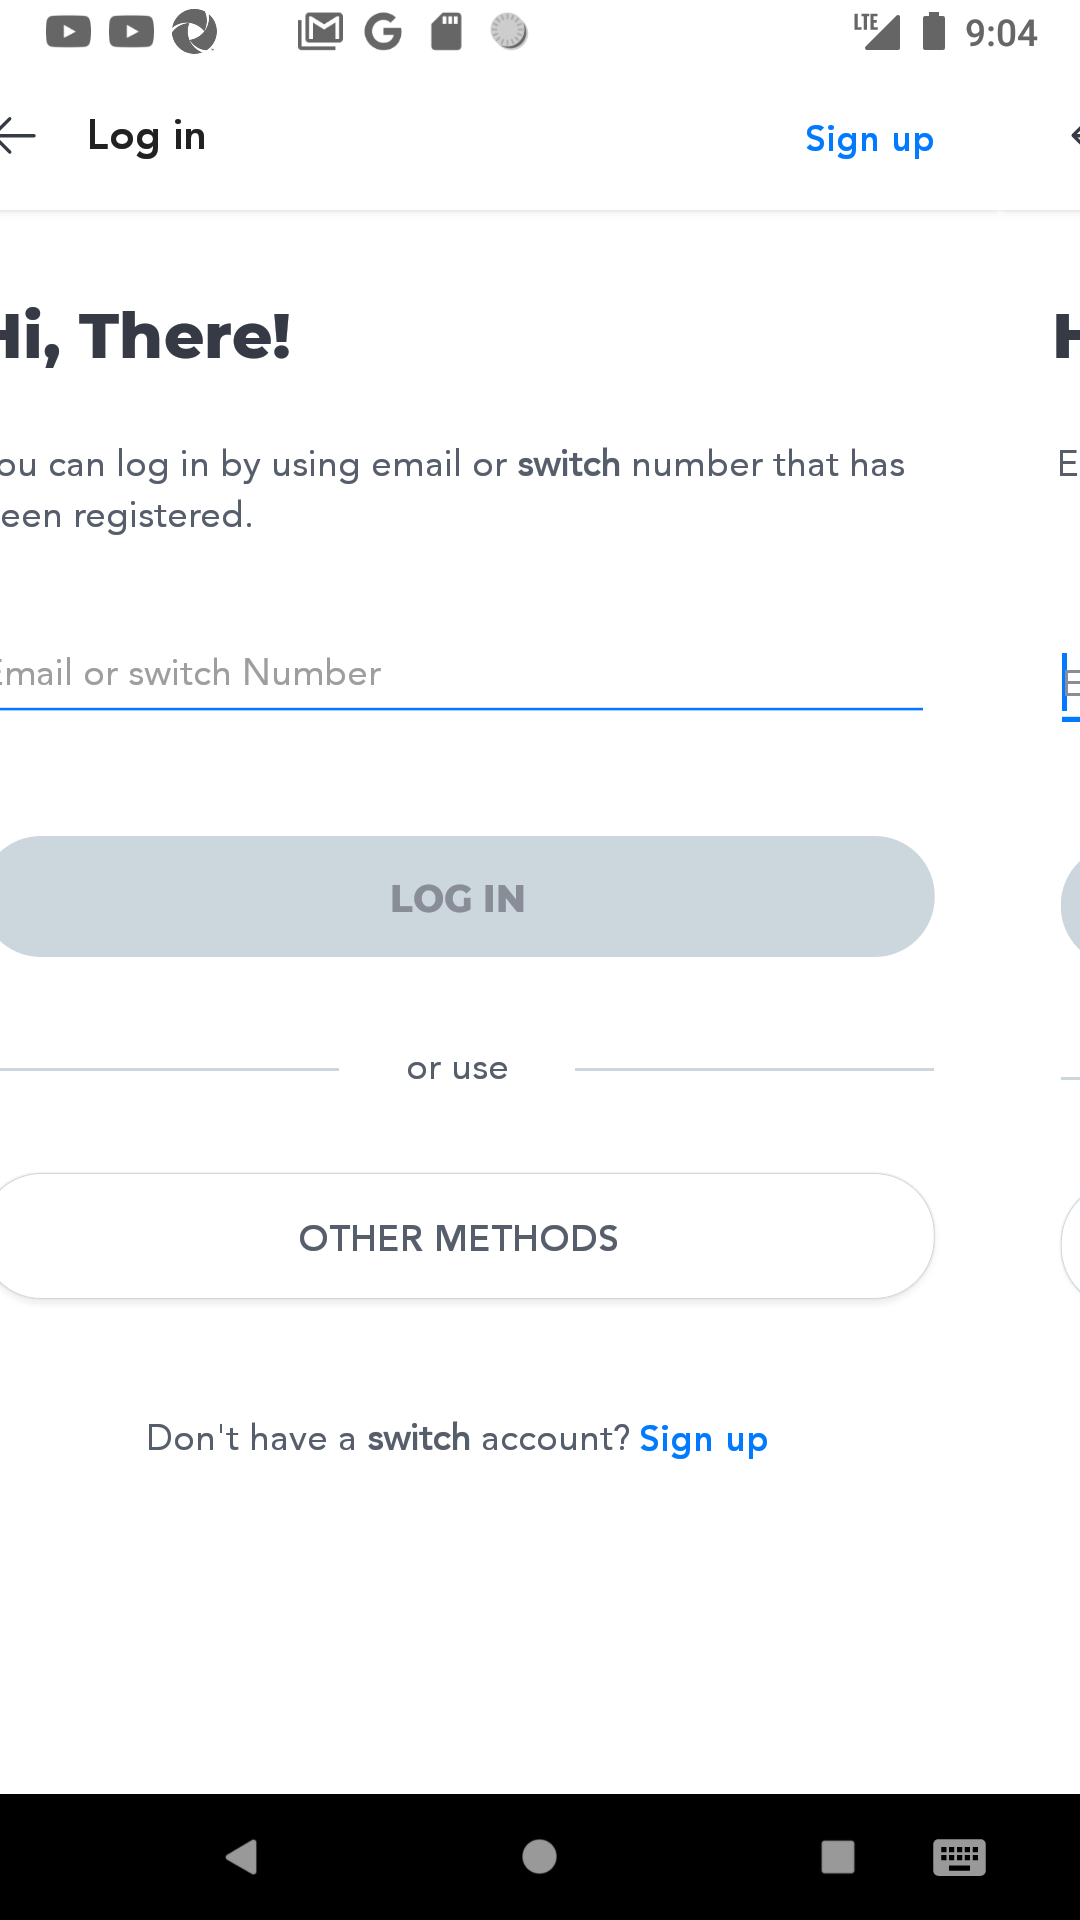 LTE 9:04
Log in
Sign up
Hi, There!
ou can log in by using email or switch number that has
een registered.
Email or switch Number
LOG IN
or use
OTHER METHODS
Don't have a switch account? Sign up